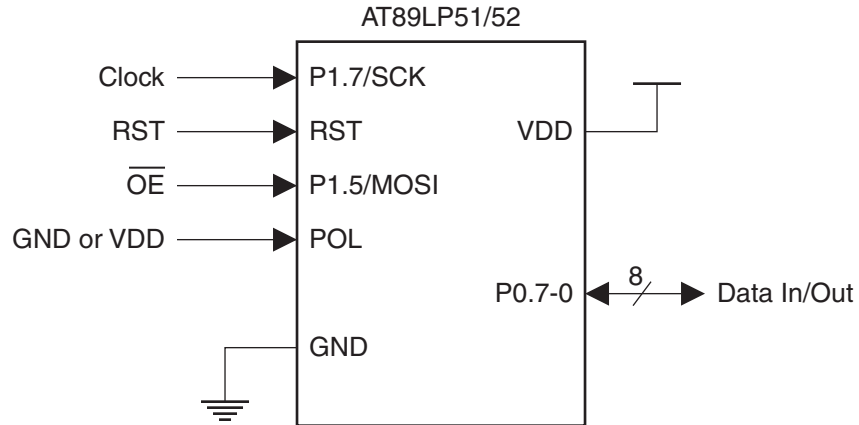 AT89LP51/52
Clock P1.7/SCK
RST RST VDD
O̅E̅ P1.5/MOSI
GND or VDD POL
P0.7-0 8 Data In/Out
GND